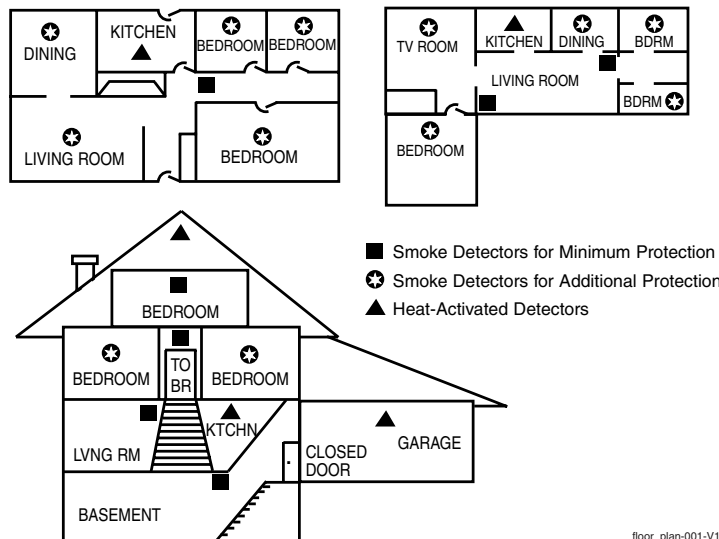 DINING
KITCHEN
BEDROOM
BEDROOM
LIVING ROOM
BEDROOM
TV ROOM
KITCHEN
DINING
BDRM
LIVING ROOM
BDRM
BEDROOM
Smoke Detectors for Minimum Protection
Smoke Detectors for Additional Protection
Heat-Activated Detectors
BEDROOM
BEDROOM
TO
BR
BEDROOM
LVNG RM
KTCHN
CLOSED
DOOR
GARAGE
BASEMENT
floor_plan-001-V1